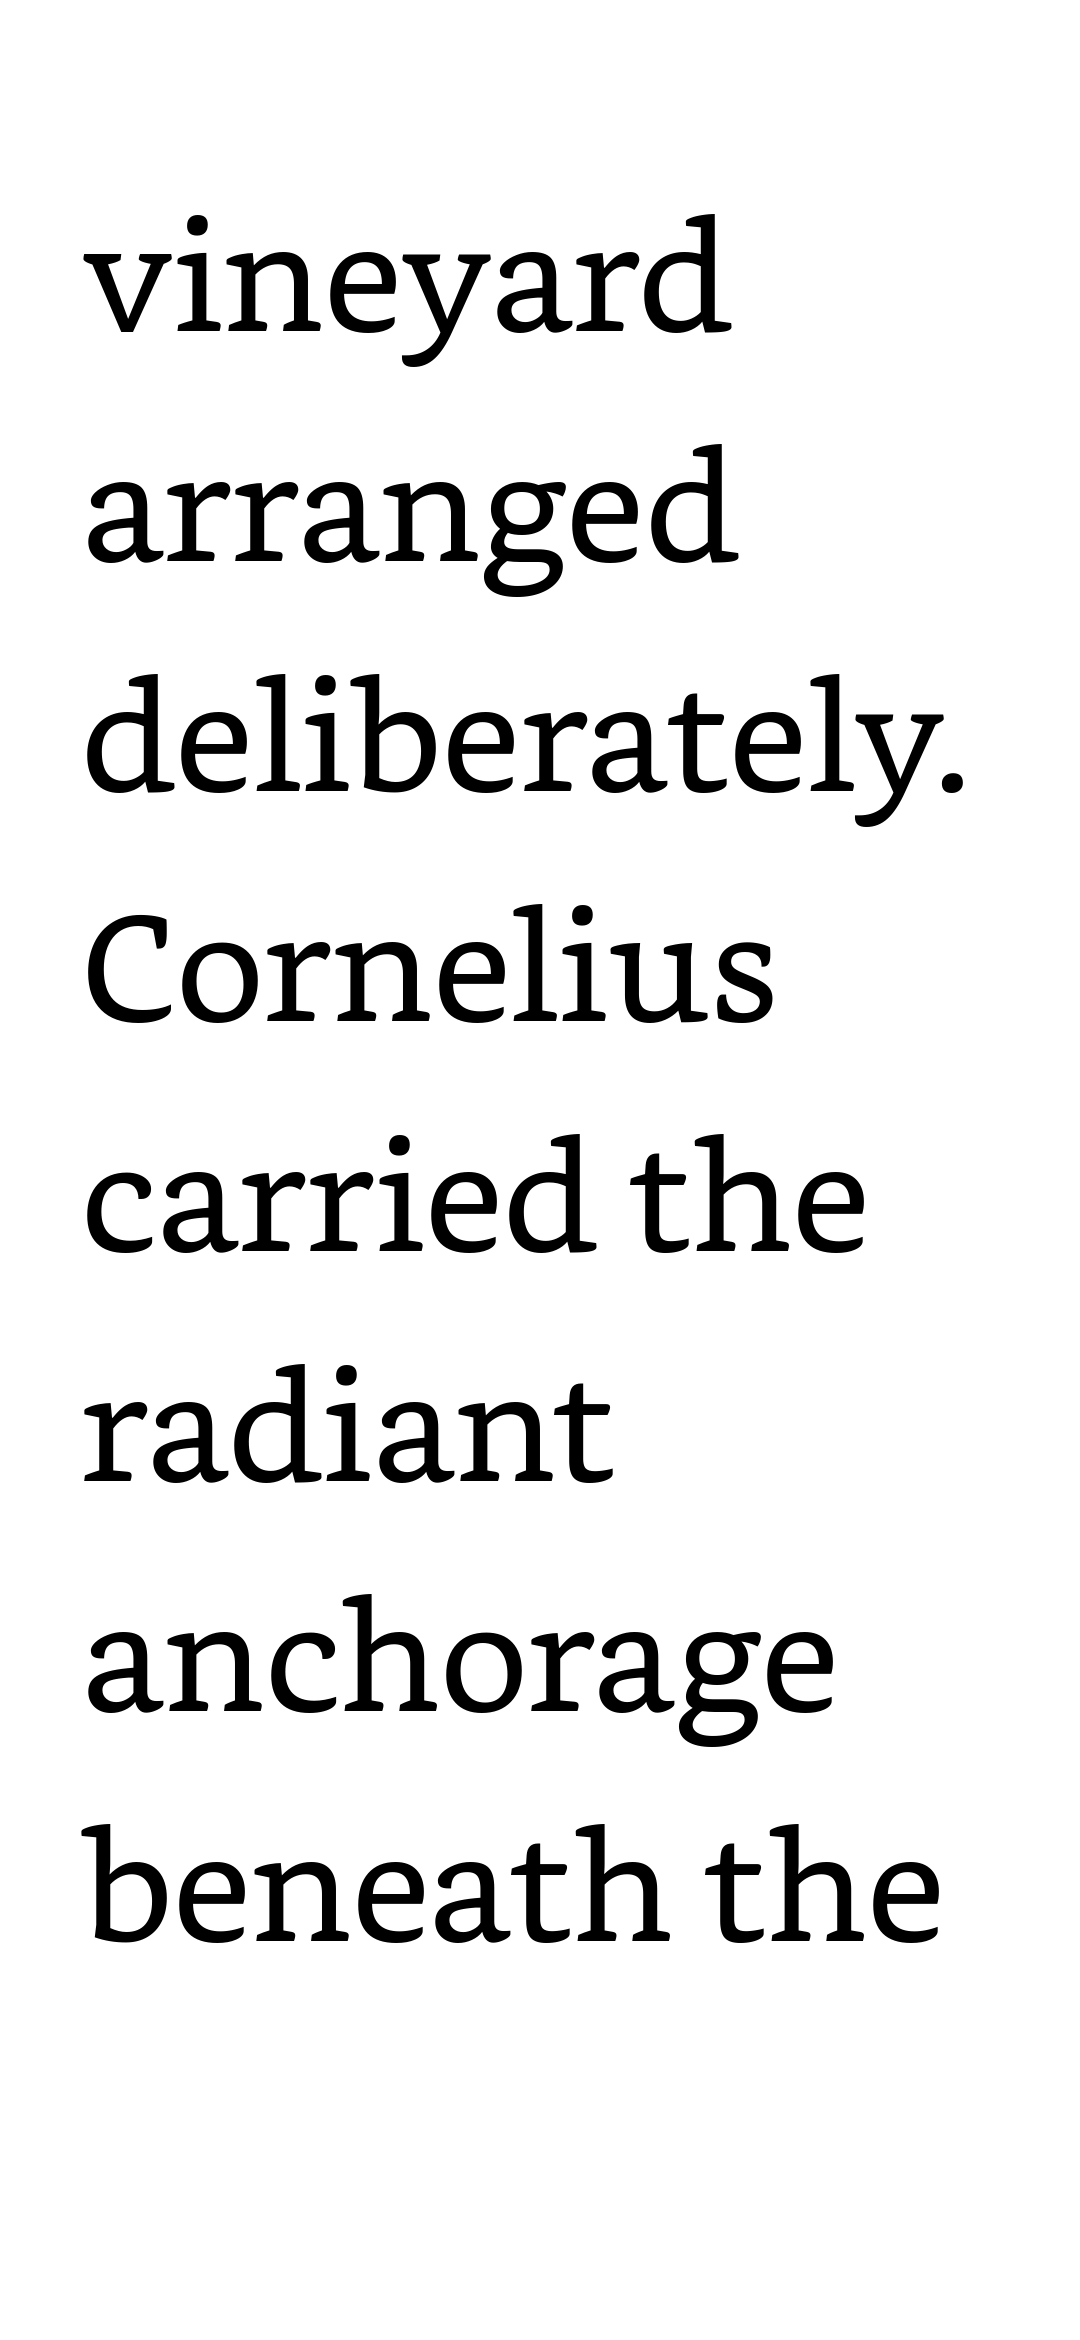 vineyard
arranged
deliberately.
Cornelius
carried the
radiant
anchorage
beneath the